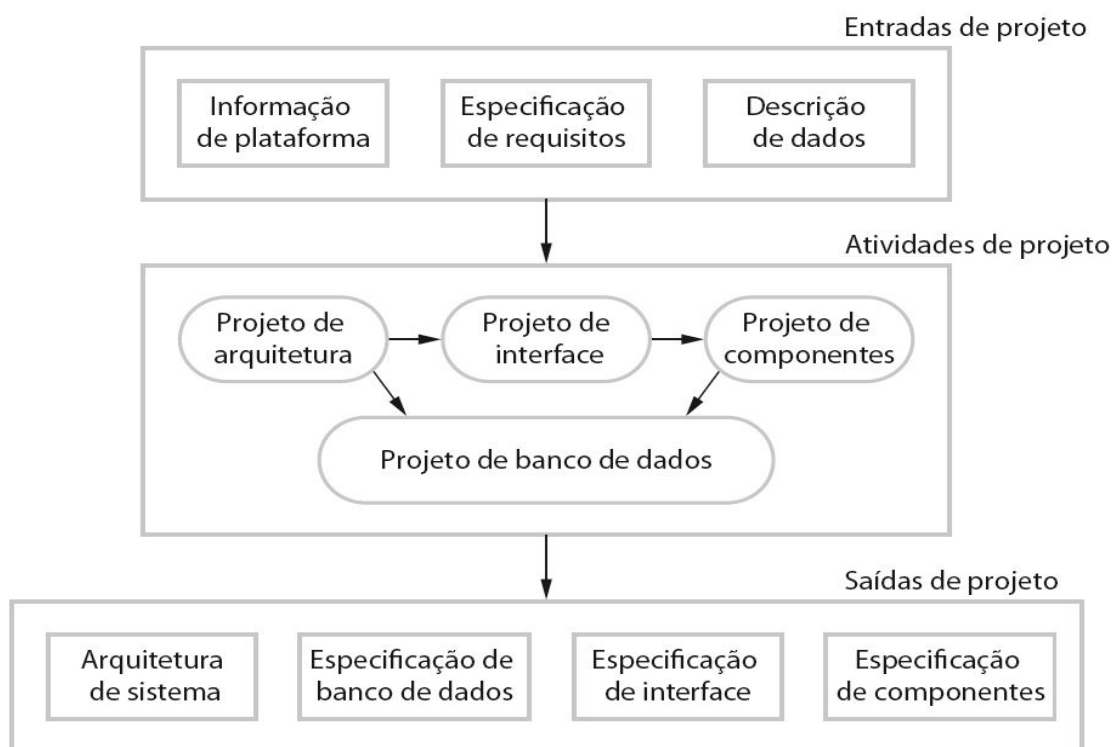 Entradas de projeto
Informação
de plataforma
Especificação
de requisitos
Descrição
de dados
Atividades de projeto
Projeto de
arquitetura
Projeto de
interface
Projeto de
componentes
Projeto de banco de dados
Saídas de projeto
Arquitetura
de sistema
Especificação de
banco de dados
Especificação
de interface
Especificação
de componentes